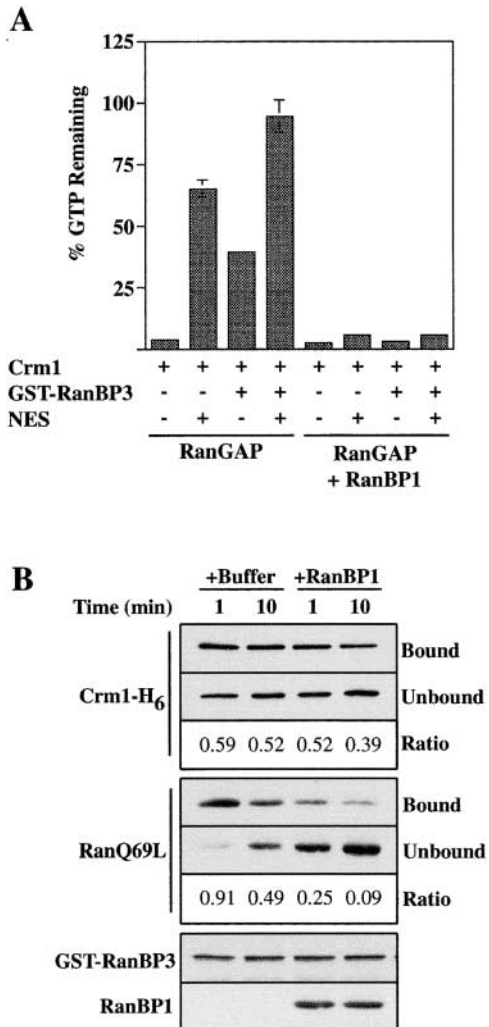 A
125
100
75
50
25
% GTP Remaining
Crm1 + + + + + + + +
GST-RanBP3 - - + + - - + +
NES - + - + - + - +
RanGAP RanGAP
+ RanBP1
B
+Buffer +RanBP1
Time (min) 1 10 1 10
Bound
Crm1-H6 Unbound
0.59 0.52 0.52 0.39 Ratio
Bound
RanQ69L Unbound
0.91 0.49 0.25 0.09 Ratio
GST-RanBP3
RanBP1